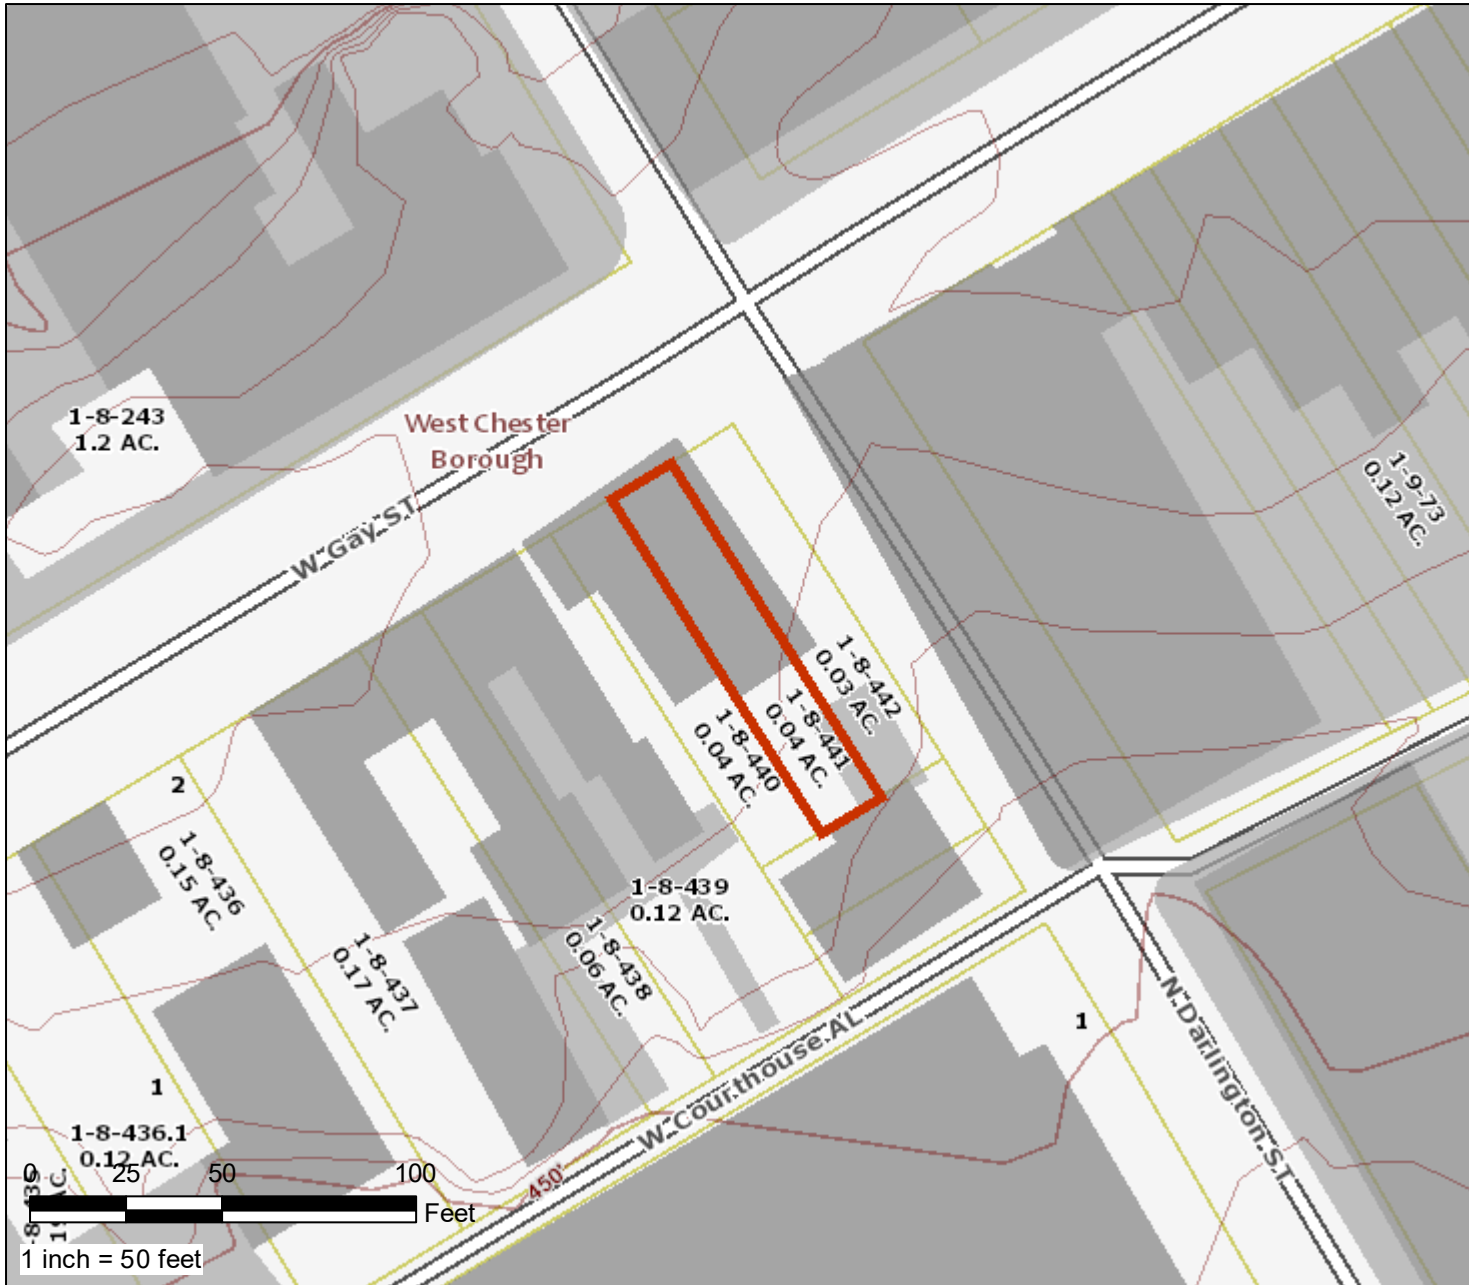 1-8-243
1.2 AC.
West Chester
Borough
W Gay ST
1-9-73
0.12 AC.
1-8-442
0.03 AC.
1-8-441
0.04 AC.
1-8-440
0.04 AC.
2
1-8-436
0.15 AC.
1-8-439
0.12 AC.
1-8-437
0.17 AC.
1-8-438
0.06 AC.
W Courthouse AL
N Darlington ST
1
1
1-8-436.1
0.12 AC.
450'
0 25 50 100
Feet
1 inch = 50 feet